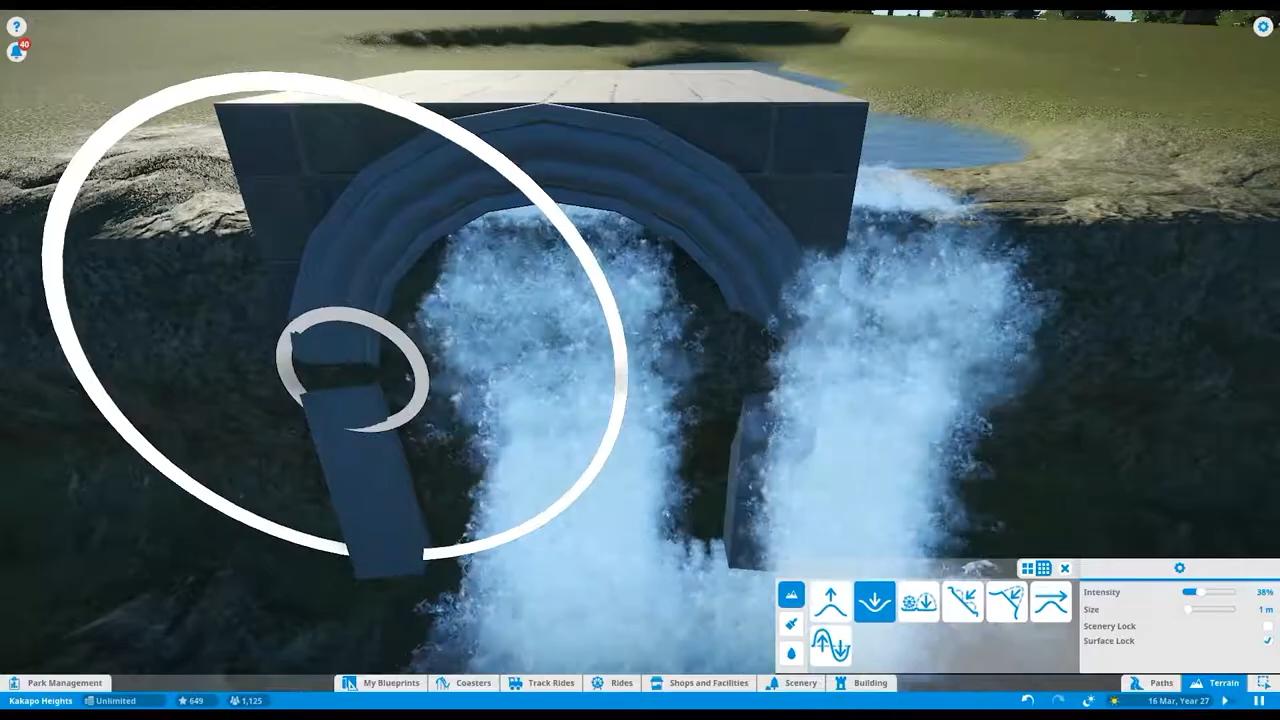 ?
40
Intensity 38%
Size 1 m
Scenery Lock
Surface Lock
Park Management My Blueprints Coasters Track Rides Rides Shops and Facilities Scenery Building Paths Terrain
Kakapo Heights Unlimited 649 1,125 16 Mar, Year 27